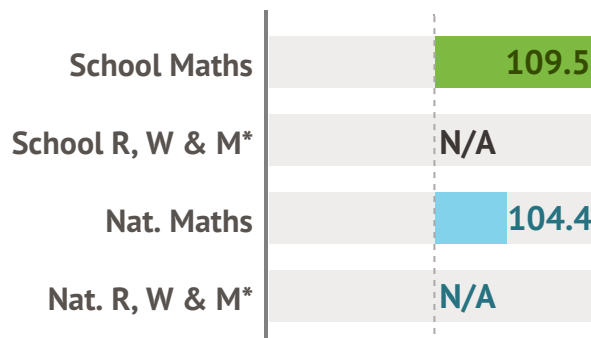 School Maths 109.5
School R, W & M* N/A
Nat. Maths 104.4
Nat. R, W & M* N/A